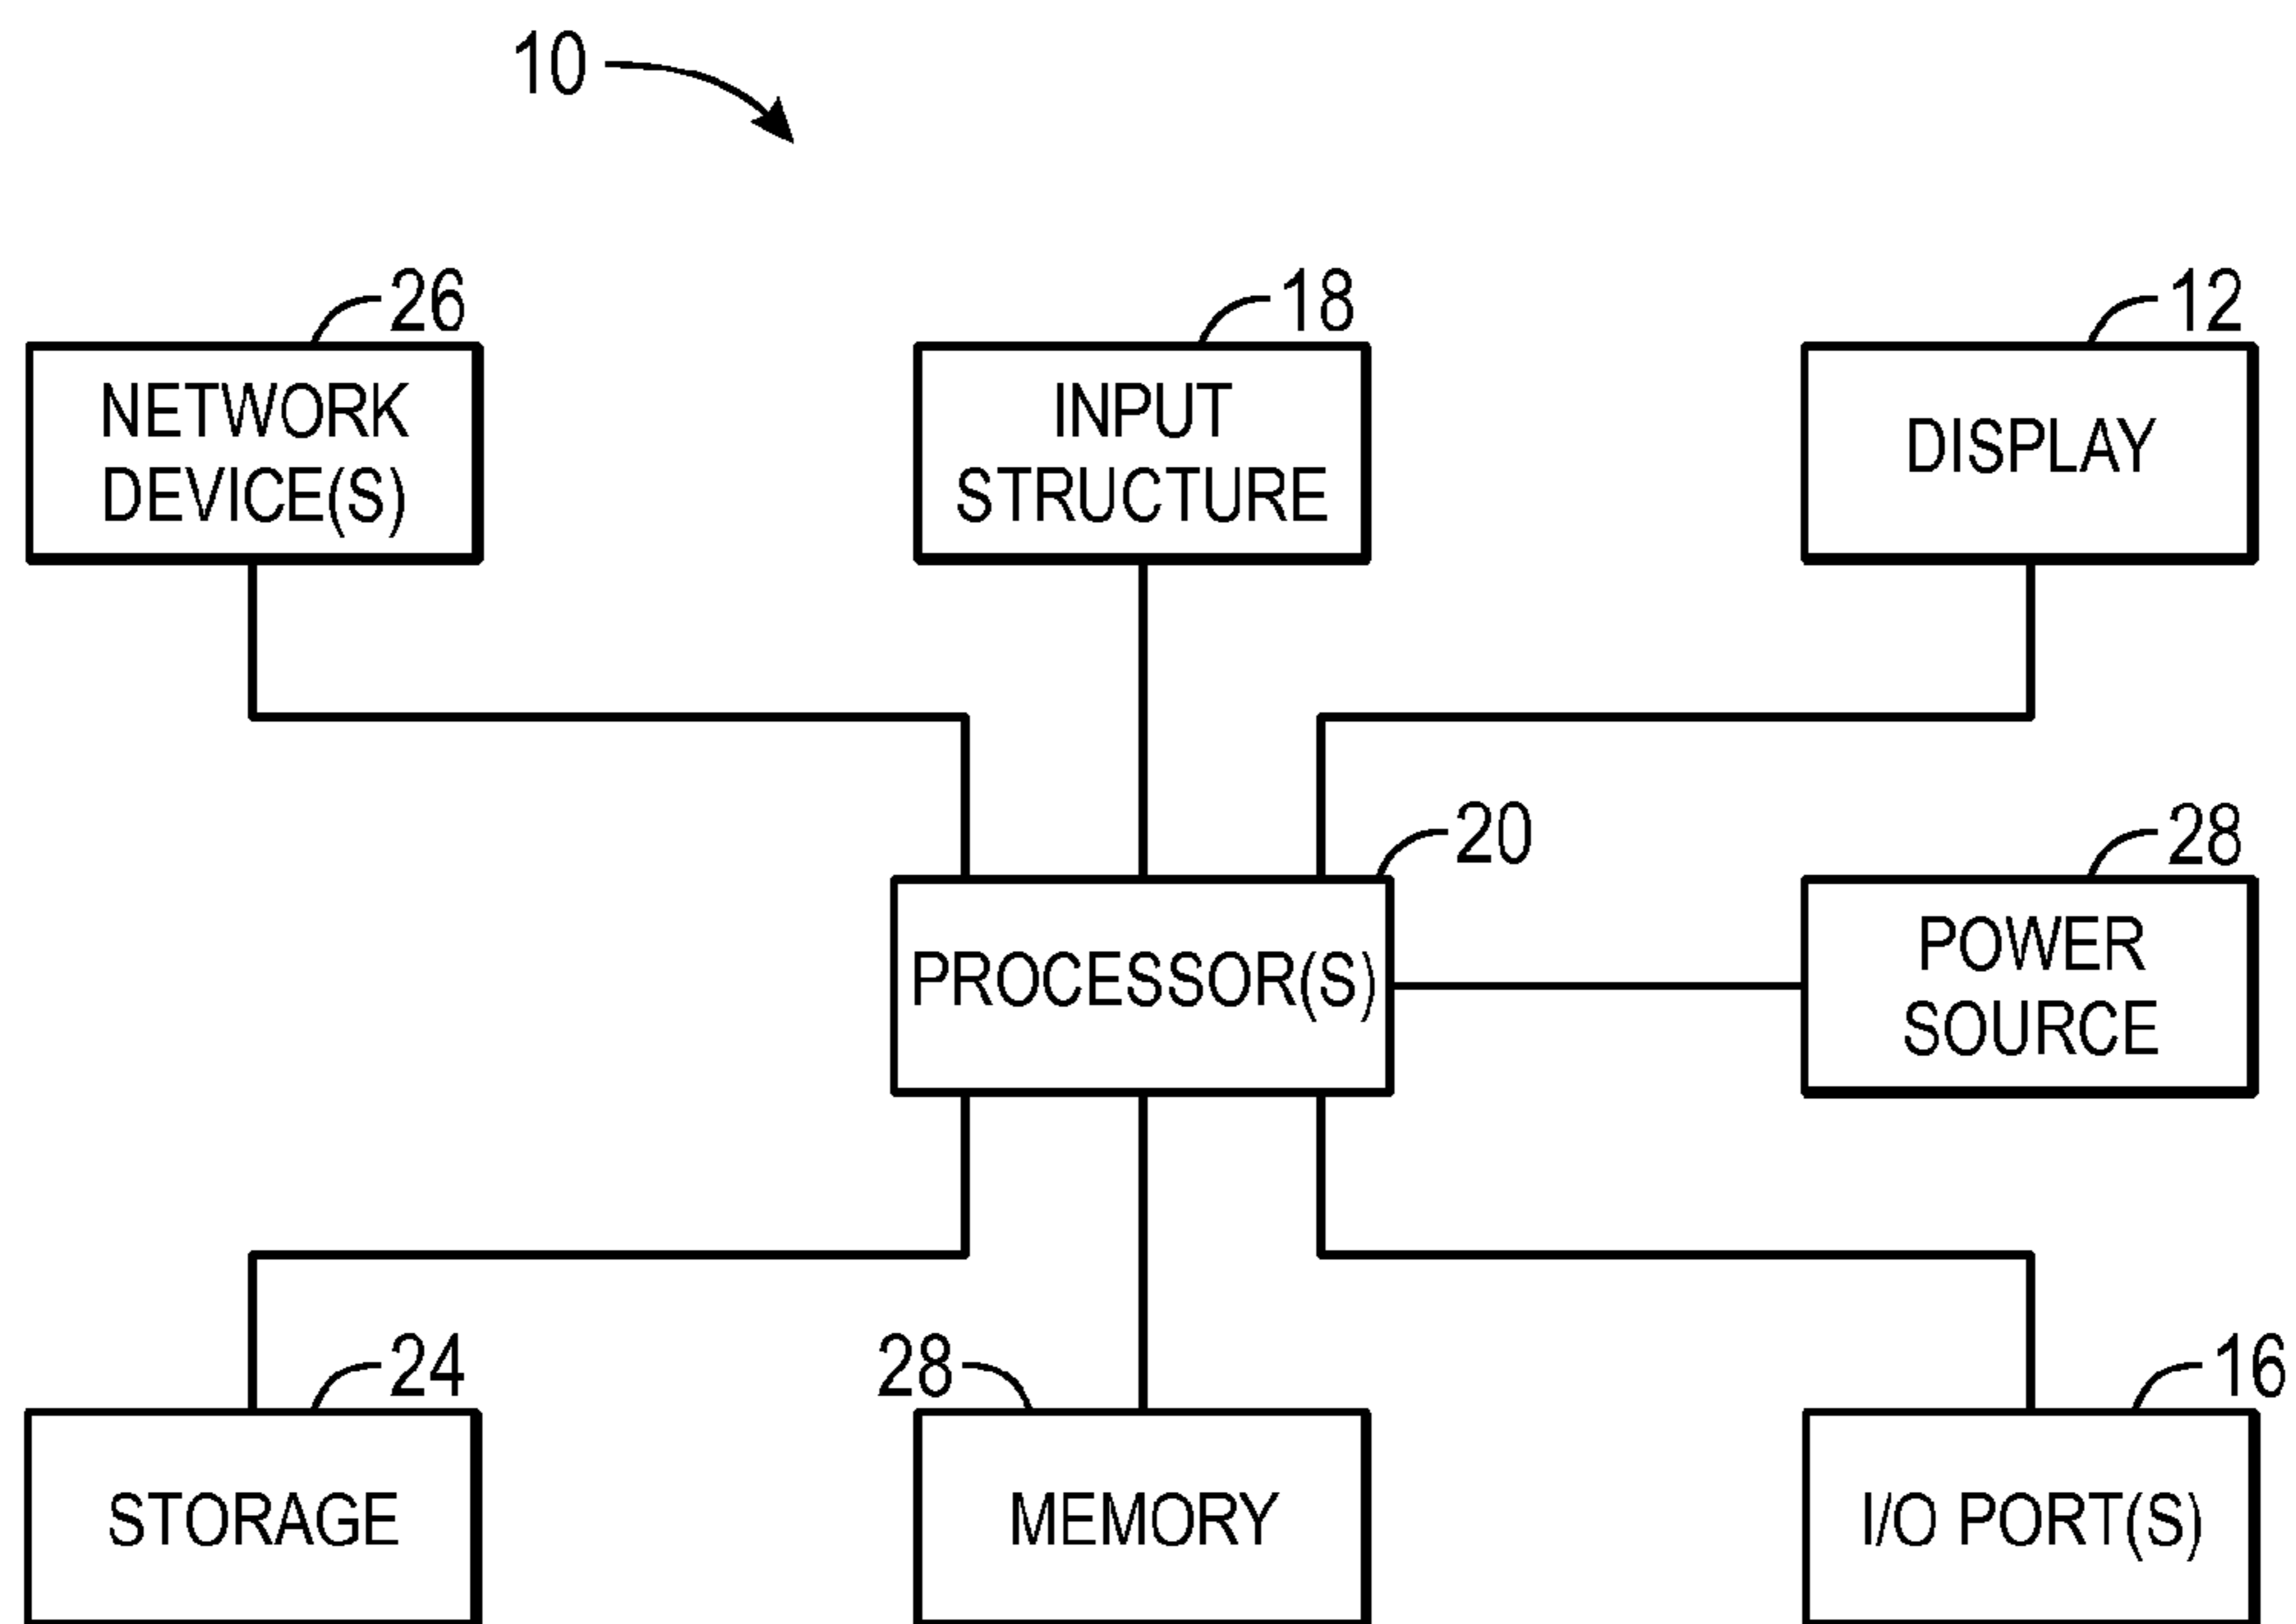 10
26
18
12
NETWORK
DEVICE(S)
INPUT
STRUCTURE
DISPLAY
20
28
PROCESSOR(S)
POWER
SOURCE
24
28
16
STORAGE
MEMORY
I/O PORT(S)